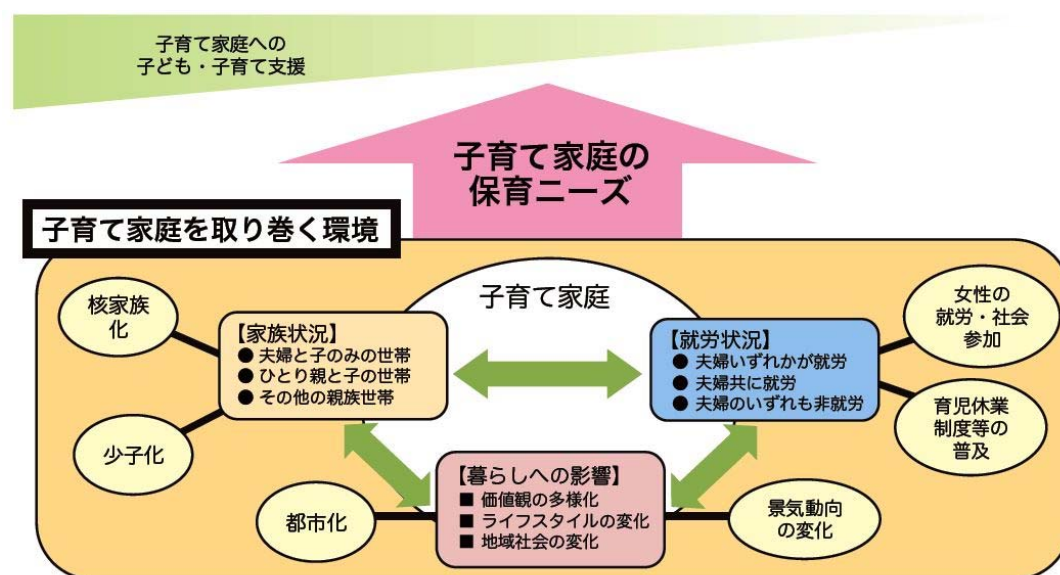 子育て家庭への
子ども・子育て支援
子育て家庭の
保育ニーズ
子育て家庭を取り巻く環境
子育て家庭
核家族
化
少子化
【家族状況】
● 夫婦と子のみの世帯
● ひとり親と子の世帯
● その他の親族世帯
【就労状況】
● 夫婦いずれかが就労
● 夫婦共に就労
● 夫婦のいずれも非就労
女性の
就労・社会
参加
育児休業
制度等の
普及
【暮らしへの影響】
■ 価値観の多様化
■ ライフスタイルの変化
■ 地域社会の変化
都市化
景気動向
の変化